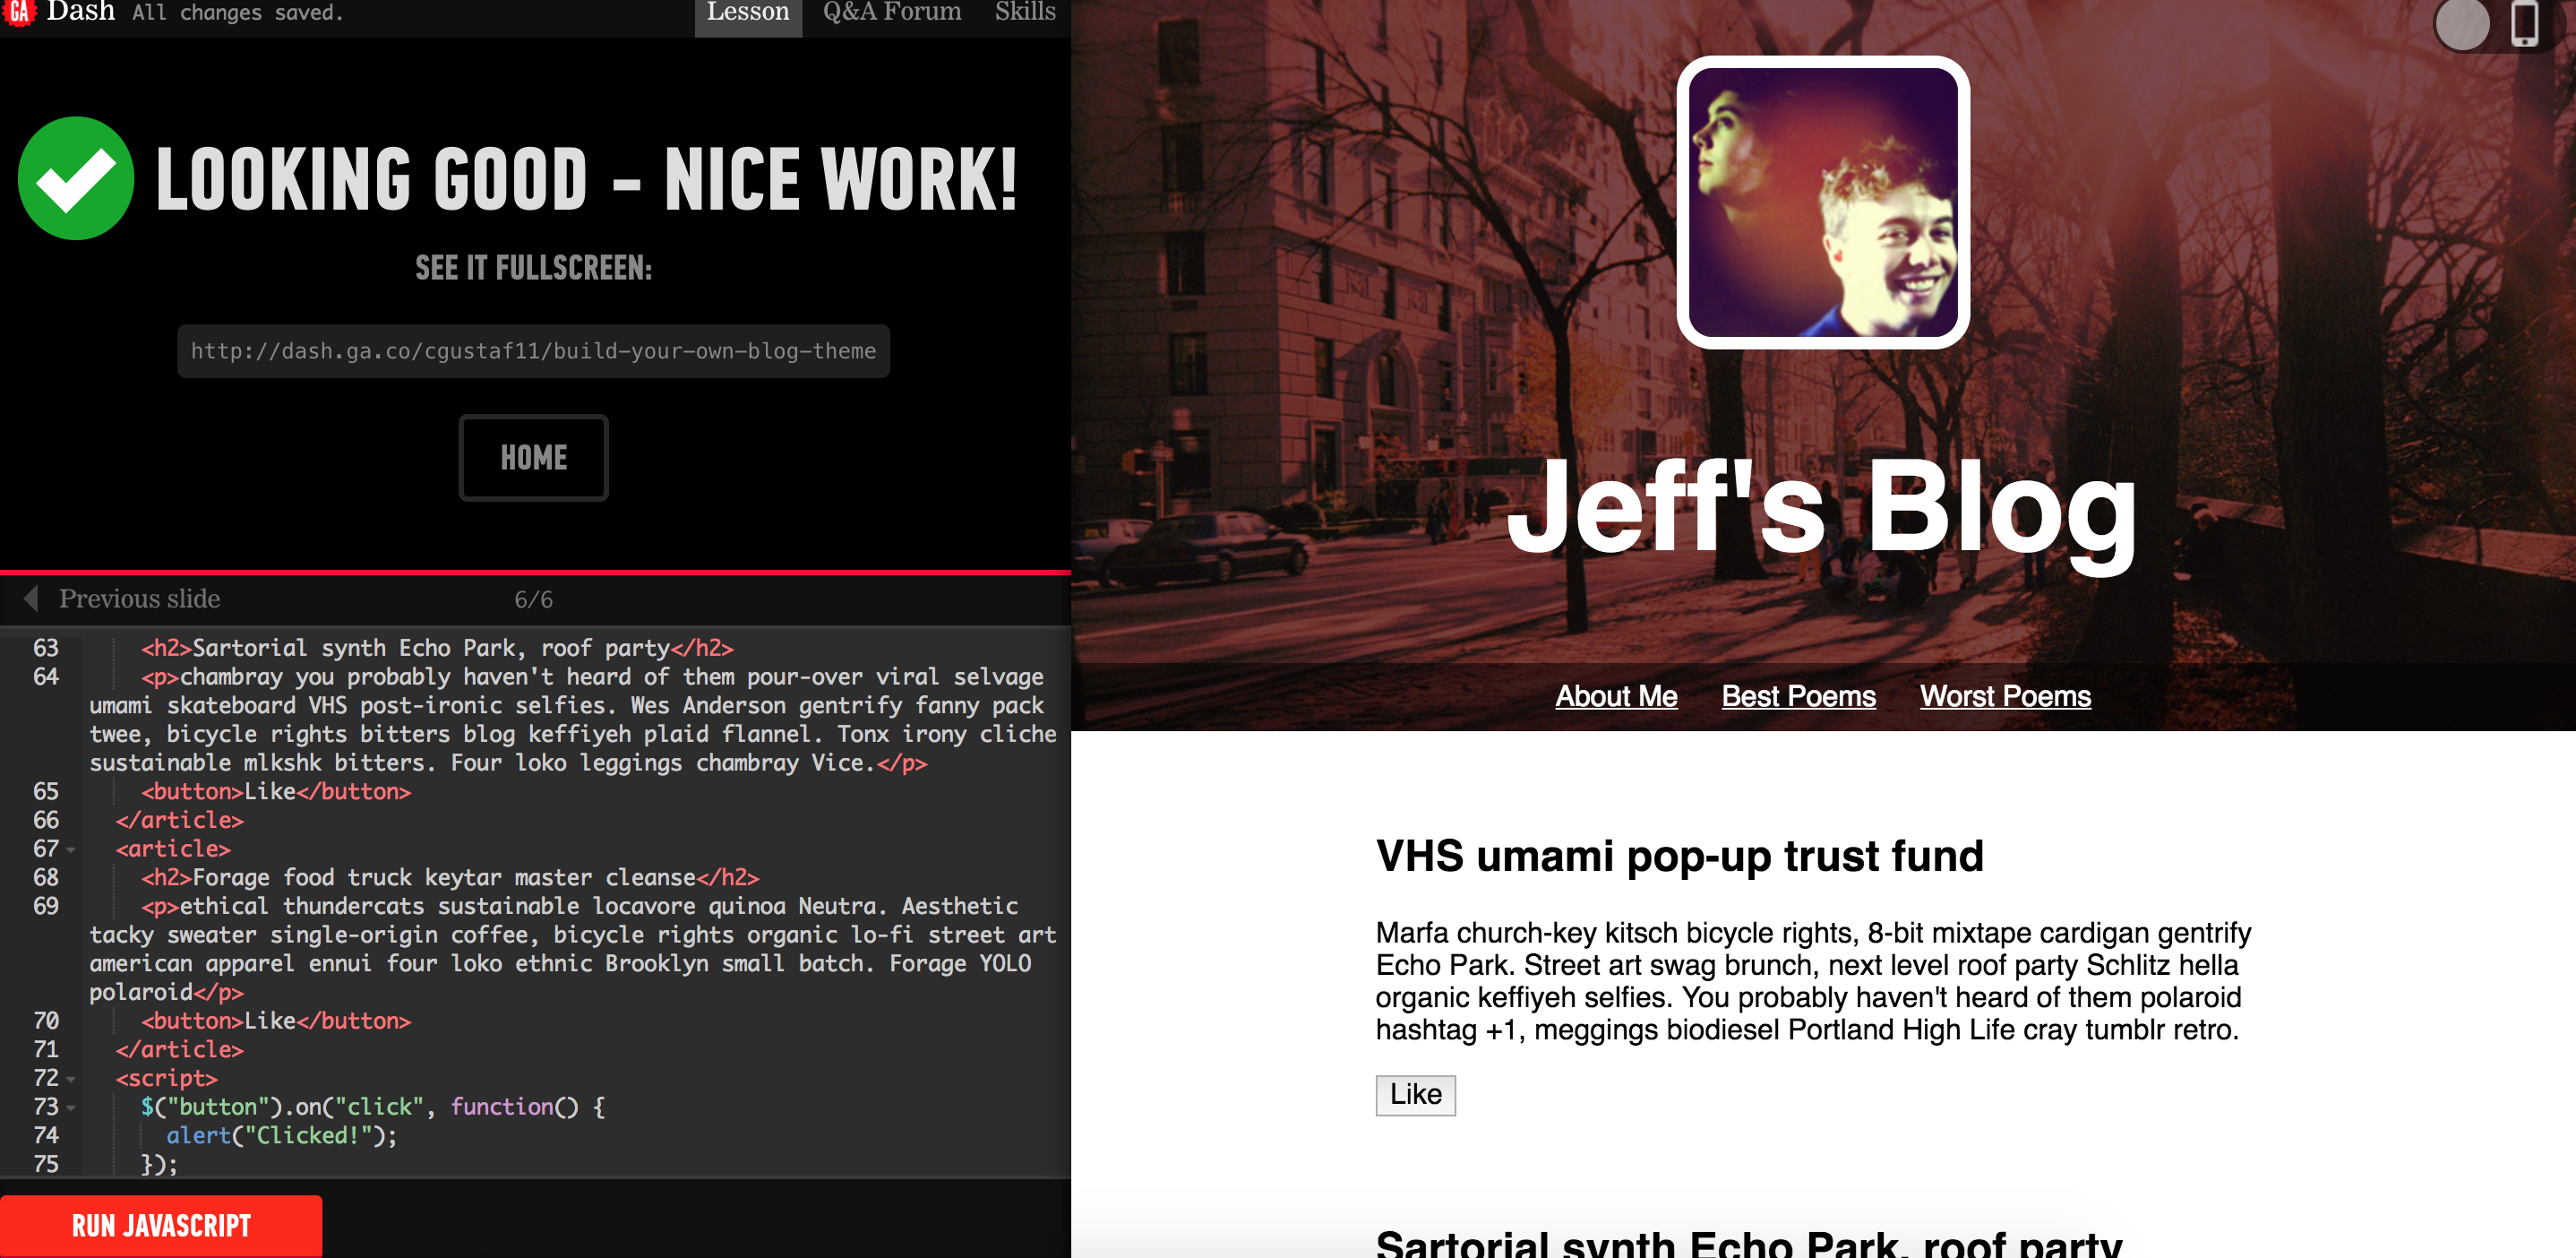 GA Dash All changes saved. Lesson Q&A Forum Skills
LOOKING GOOD - NICE WORK!
SEE IT FULLSCREEN:
http://dash.ga.co/cgustaf11/build-your-own-blog-theme
HOME
Previous slide 6/6
63 <h2>Sartorial synth Echo Park, roof party</h2>
64 <p>chambray you probably haven't heard of them pour-over viral selvage
umami skateboard VHS post-ironic selfies. Wes Anderson gentrify fanny pack
twee, bicycle rights bitters blog keffiyeh plaid flannel. Tonx irony cliche
sustainable mlkshk bitters. Four loko leggings chambray Vice.</p>
65 <button>Like</button>
66 </article>
67 <article>
68 <h2>Forage food truck keytar master cleanse</h2>
69 <p>ethical thundercats sustainable locavore quinoa Neutra. Aesthetic
tacky sweater single-origin coffee, bicycle rights organic lo-fi street art
american apparel ennui four loko ethnic Brooklyn small batch. Forage YOLO
polaroid</p>
70 <button>Like</button>
71 </article>
72 <script>
73 $("button").on("click", function() {
74 alert("Clicked!");
75 });
RUN JAVASCRIPT
Jeff's Blog
About Me Best Poems Worst Poems
VHS umami pop-up trust fund
Marfa church-key kitsch bicycle rights, 8-bit mixtape cardigan gentrify
Echo Park. Street art swag brunch, next level roof party Schlitz hella
organic keffiyeh selfies. You probably haven't heard of them polaroid
hashtag +1, meggings biodiesel Portland High Life cray tumblr retro.
Like
Sartorial synth Echo Park, roof party